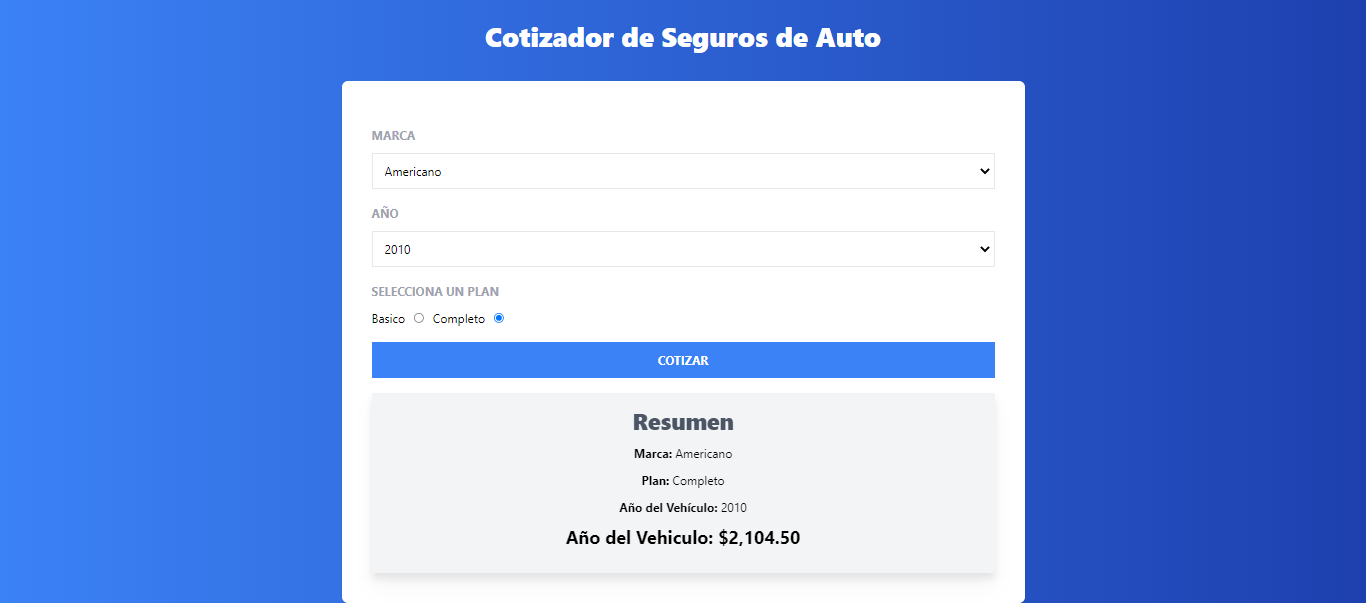 Cotizador de Seguros de Auto
MARCA
Americano
AÑO
2010
SELECCIONA UN PLAN
Basico Completo
COTIZAR
Resumen
Marca: Americano
Plan: Completo
Año del Vehículo: 2010
Año del Vehiculo: $2,104.50